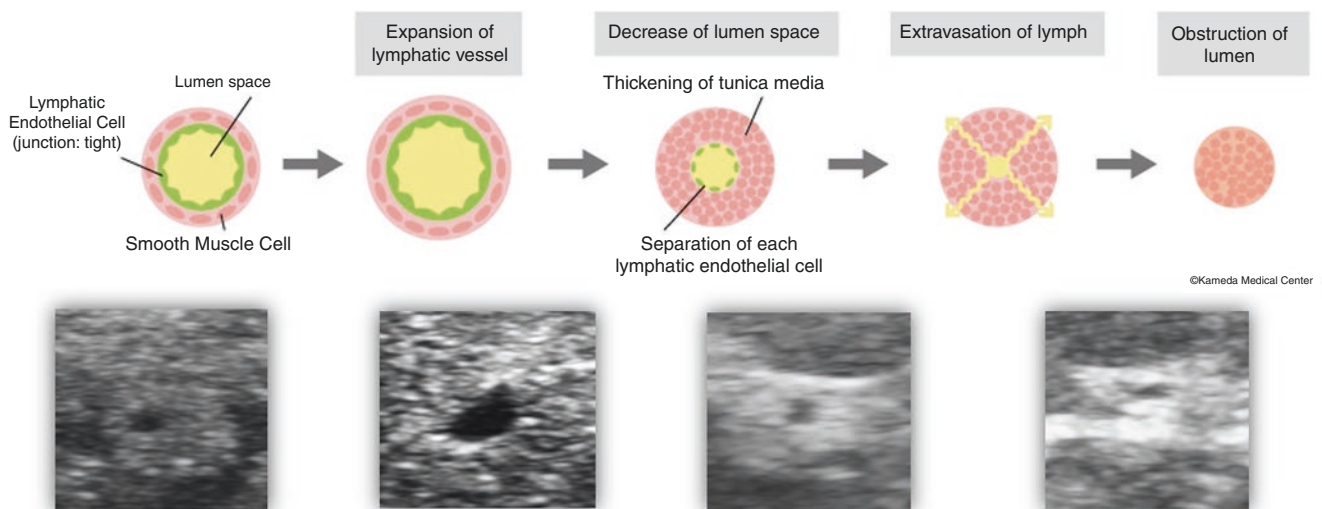 Expansion of
lymphatic vessel
Decrease of lumen space
Extravasation of lymph
Obstruction of
lumen
Lumen space
Lymphatic
Endothelial Cell
(junction: tight)
Smooth Muscle Cell
Thickening of tunica media
Separation of each
lymphatic endothelial cell
©Kameda Medical Center